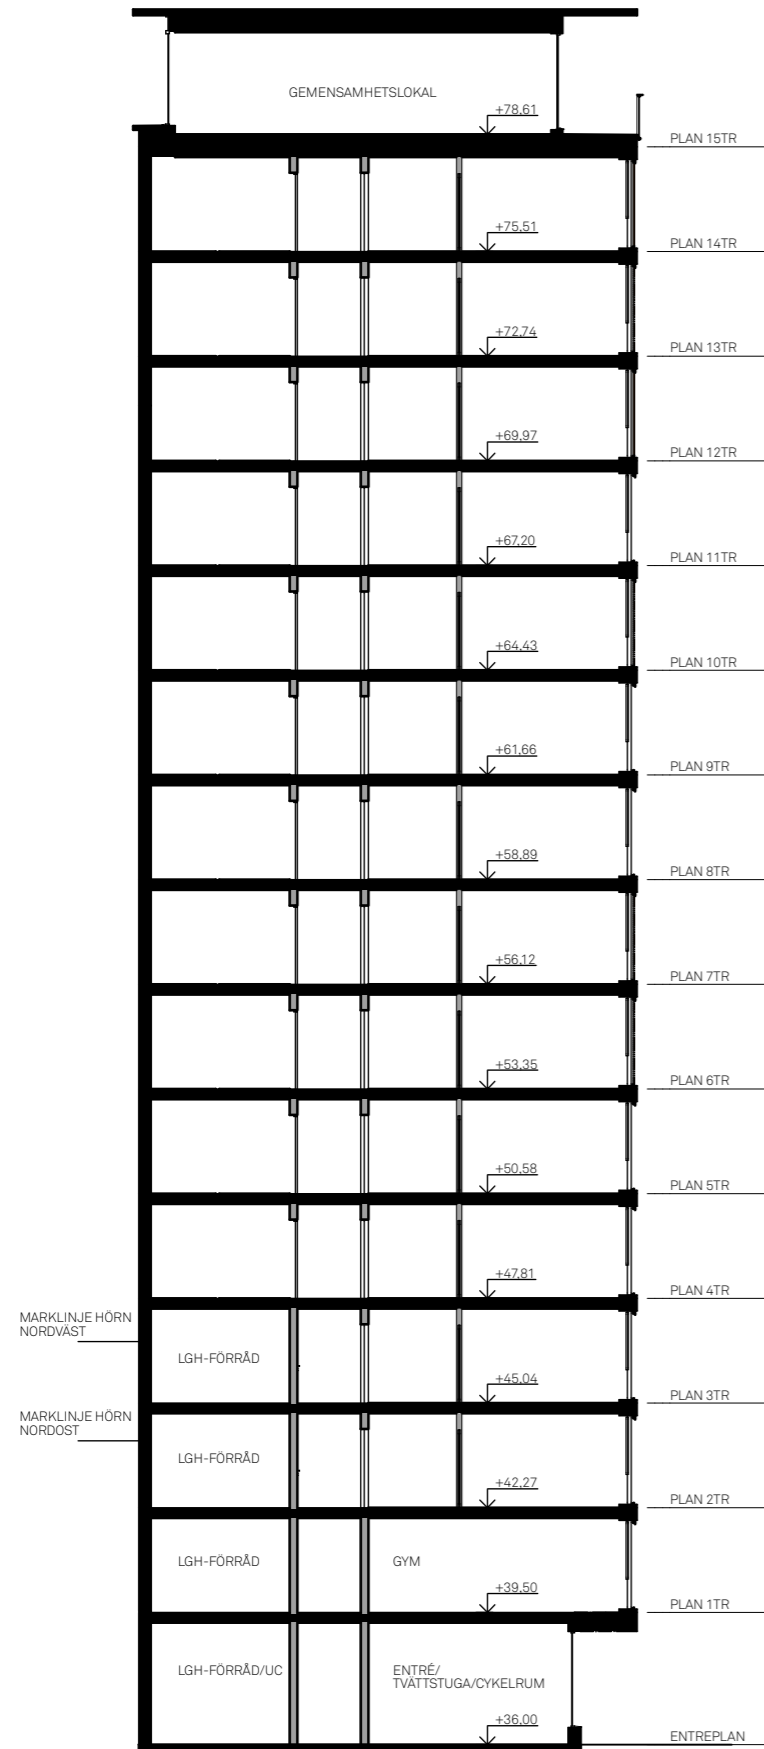 GEMENSAMHETSLOKAL
+78,61
PLAN 15TR
+75,51
PLAN 14TR
+72,74
PLAN 13TR
+69,97
PLAN 12TR
+67,20
PLAN 11TR
+64,43
PLAN 10TR
+61,66
PLAN 9TR
+58,89
PLAN 8TR
+56,12
PLAN 7TR
+53,35
PLAN 6TR
+50,58
PLAN 5TR
+47,81
PLAN 4TR
MARKLINJE HÖRN
NORDVÄST
LGH-FÖRRÅD
+45,04
PLAN 3TR
MARKLINJE HÖRN
NORDOST
LGH-FÖRRÅD
+42,27
PLAN 2TR
LGH-FÖRRÅD
GYM
+39,50
PLAN 1TR
LGH-FÖRRÅD/UC
ENTRÉ/
TVÄTTSTUGA/CYKELRUM
+36,00
ENTREPLAN